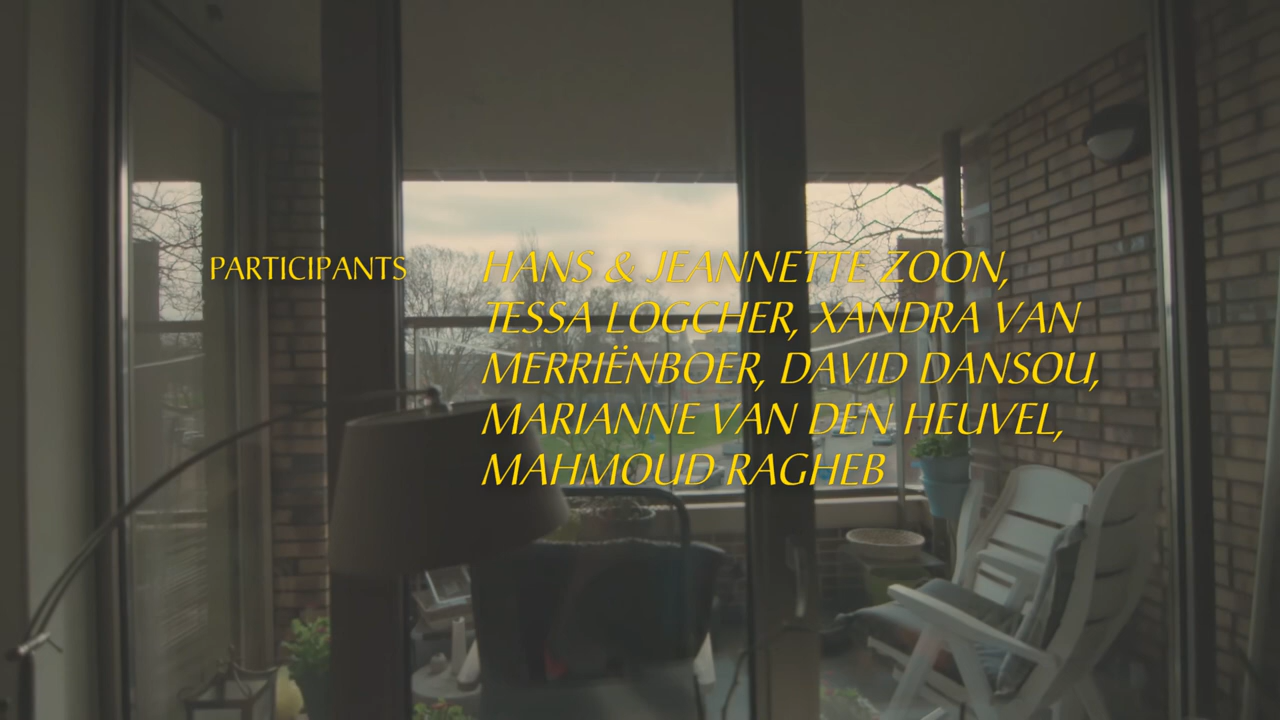 PARTICIPANTS HANS & JEANNETTE ZOON,
TESSA LOGCHER, XANDRA VAN
MERRIËNBOER, DAVID DANSOU,
MARIANNE VAN DEN HEUVEL,
MAHMOUD RAGHEB